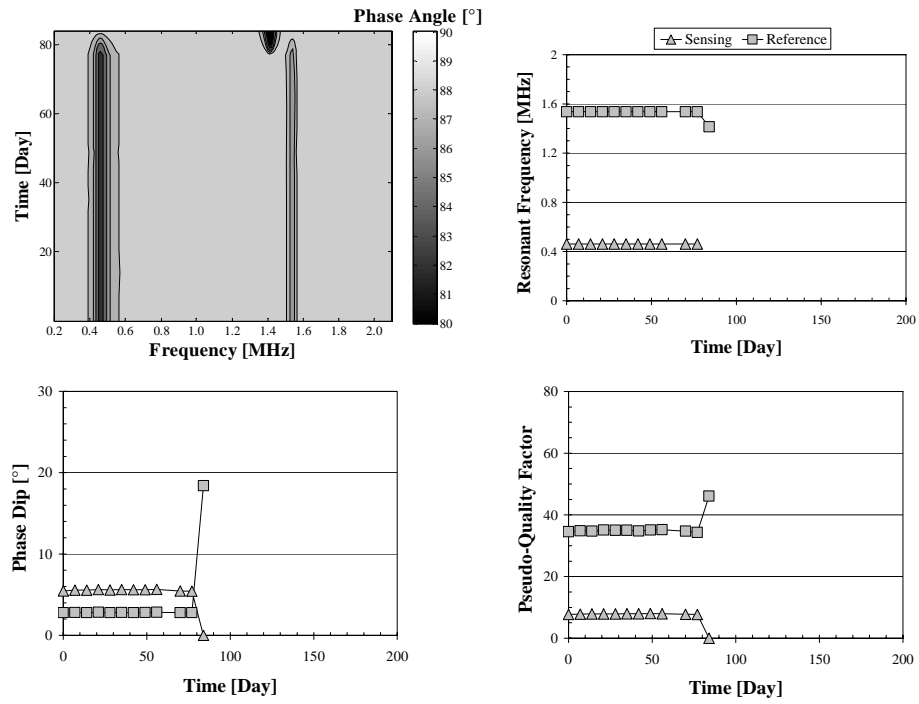 Phase Angle [°]
80
60
40
20
Time [Day]
0.2 0.4 0.6 0.8 1.0 1.2 1.4 1.6 1.8 2.0
Frequency [MHz]
90
89
88
87
86
85
84
83
82
81
80
Sensing Reference
2
1.6
1.2
0.8
0.4
0
Resonant Frequency [MHz]
0 50 100 150 200
Time [Day]
30
20
10
0
Phase Dip [°]
0 50 100 150 200
Time [Day]
80
60
40
20
0
Pseudo-Quality Factor
0 50 100 150 200
Time [Day]